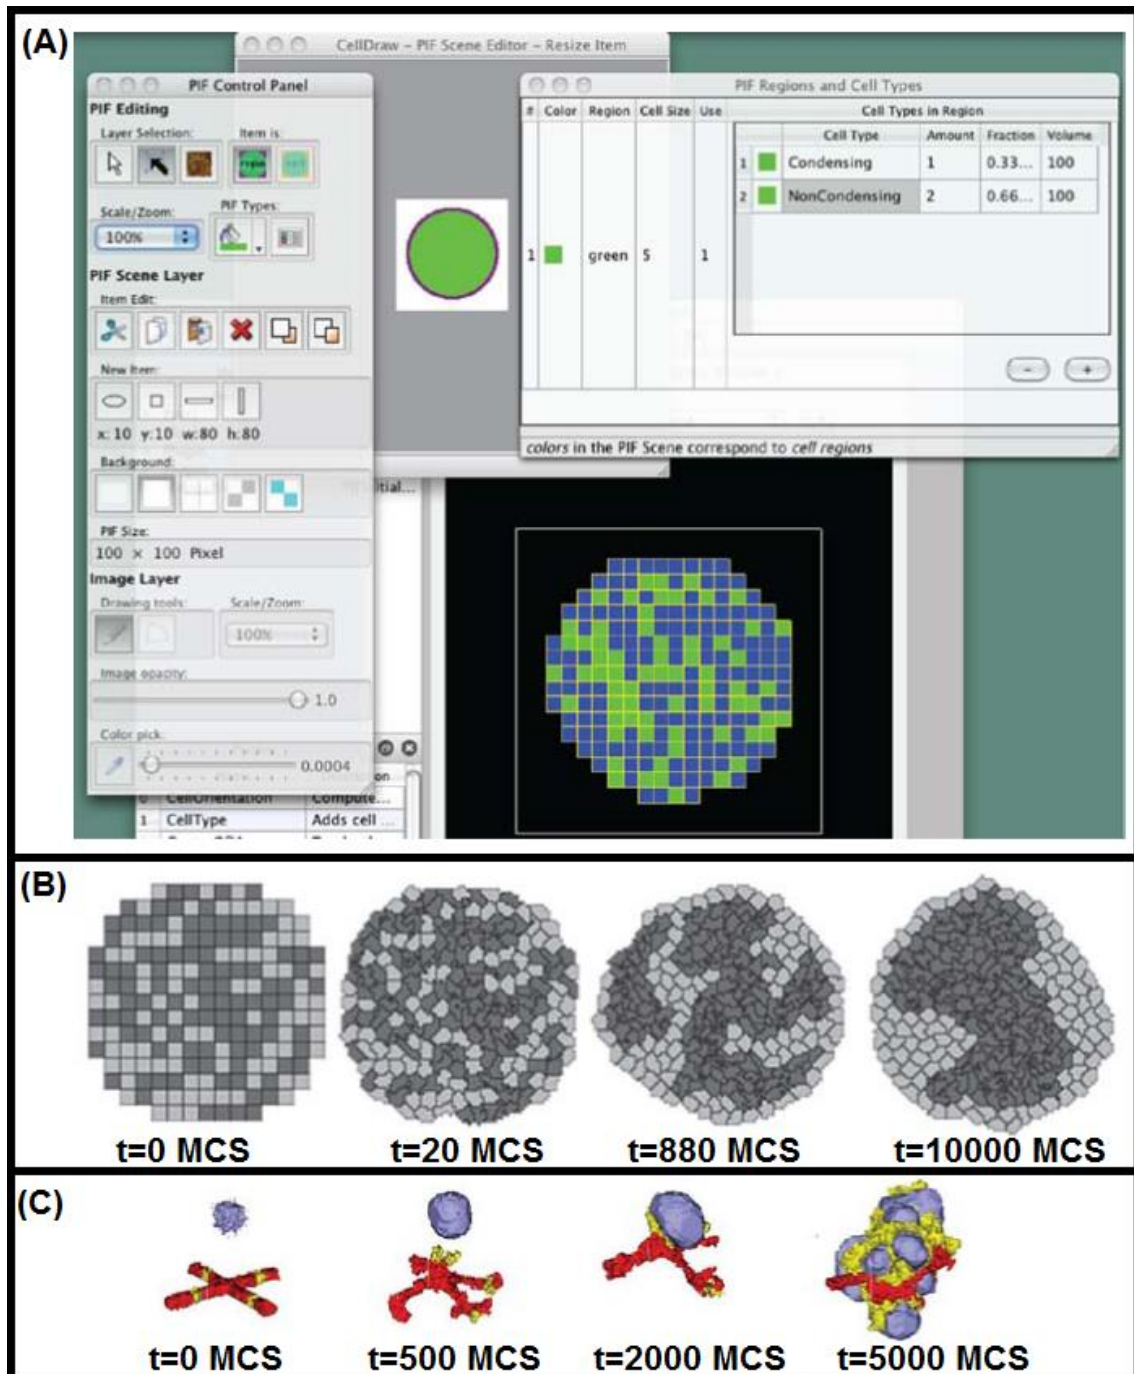 (A)
CellDraw – PIF Scene Editor – Resize Item
PIF Control Panel
PIF Editing
Layer Selection: Item is:
Scale/Zoom: PIF Types:
100%
PIF Scene Layer
Item Edit:
New Item:
x: 10 y:10 w:80 h:80
Background:
PIF Size:
100 × 100 Pixel
Image Layer
Drawing tools: Scale/Zoom:
100%
Image opacity:
1.0
Color pick:
0.0004
PIF Regions and Cell Types
# Color Region Cell Size Use Cell Types in Region
Cell Type Amount Fraction Volume
1 Condensing 1 0.33... 100
2 NonCondensing 2 0.66... 100
1 green 5 1
- +
colors in the PIF Scene correspond to cell regions
CellOrientation Compute...
1 CellType Adds cell ...
(B)
t=0 MCS t=20 MCS t=880 MCS t=10000 MCS
(C)
t=0 MCS t=500 MCS t=2000 MCS t=5000 MCS